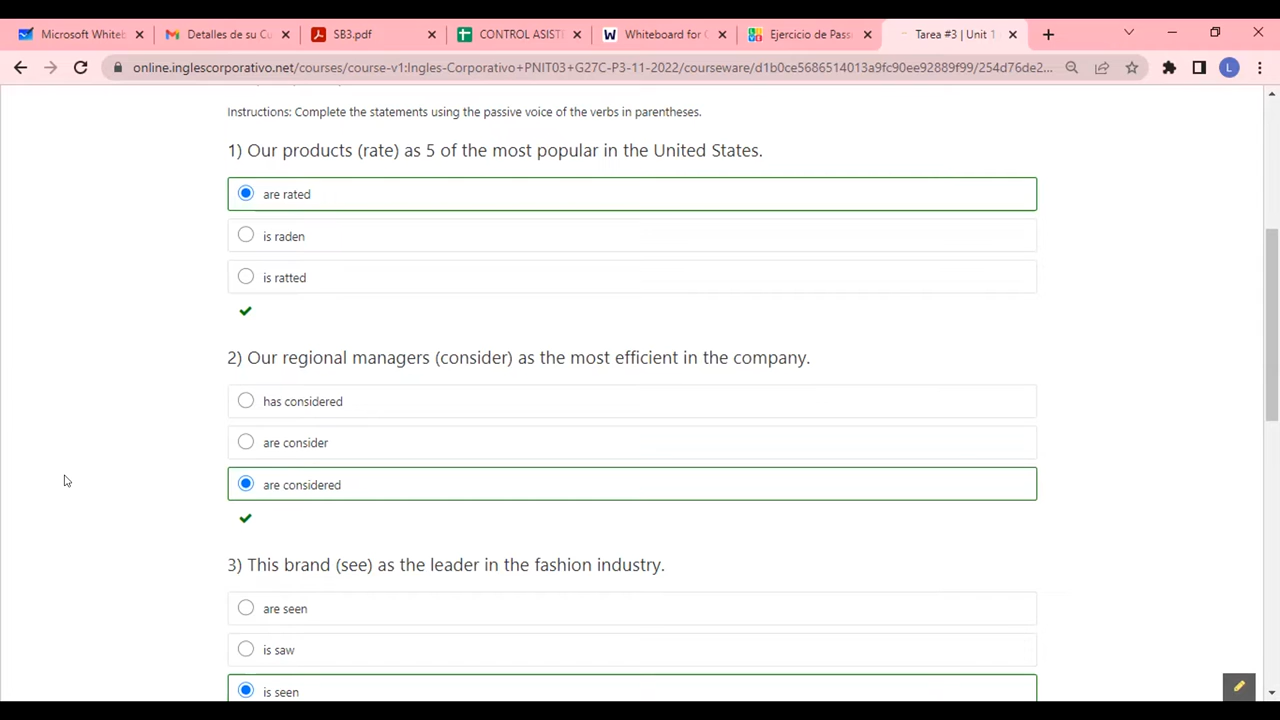 Microsoft Whiteb
Detalles de su Cu
SB3.pdf
CONTROL ASIST
Whiteboard for
Ejercicio de Pass
Tarea #3 | Unit 1
online.inglescorporativo.net/courses/course-v1:Ingles-Corporativo+PNIT03+G27C-P3-11-2022/courseware/d1b0ce5686514013a9fc90ee92889f99/254d76de2...
L
Instructions: Complete the statements using the passive voice of the verbs in parentheses.
1) Our products (rate) as 5 of the most popular in the United States.
are rated
is raden
is ratted
2) Our regional managers (consider) as the most efficient in the company.
has considered
are consider
are considered
3) This brand (see) as the leader in the fashion industry.
are seen
is saw
is seen